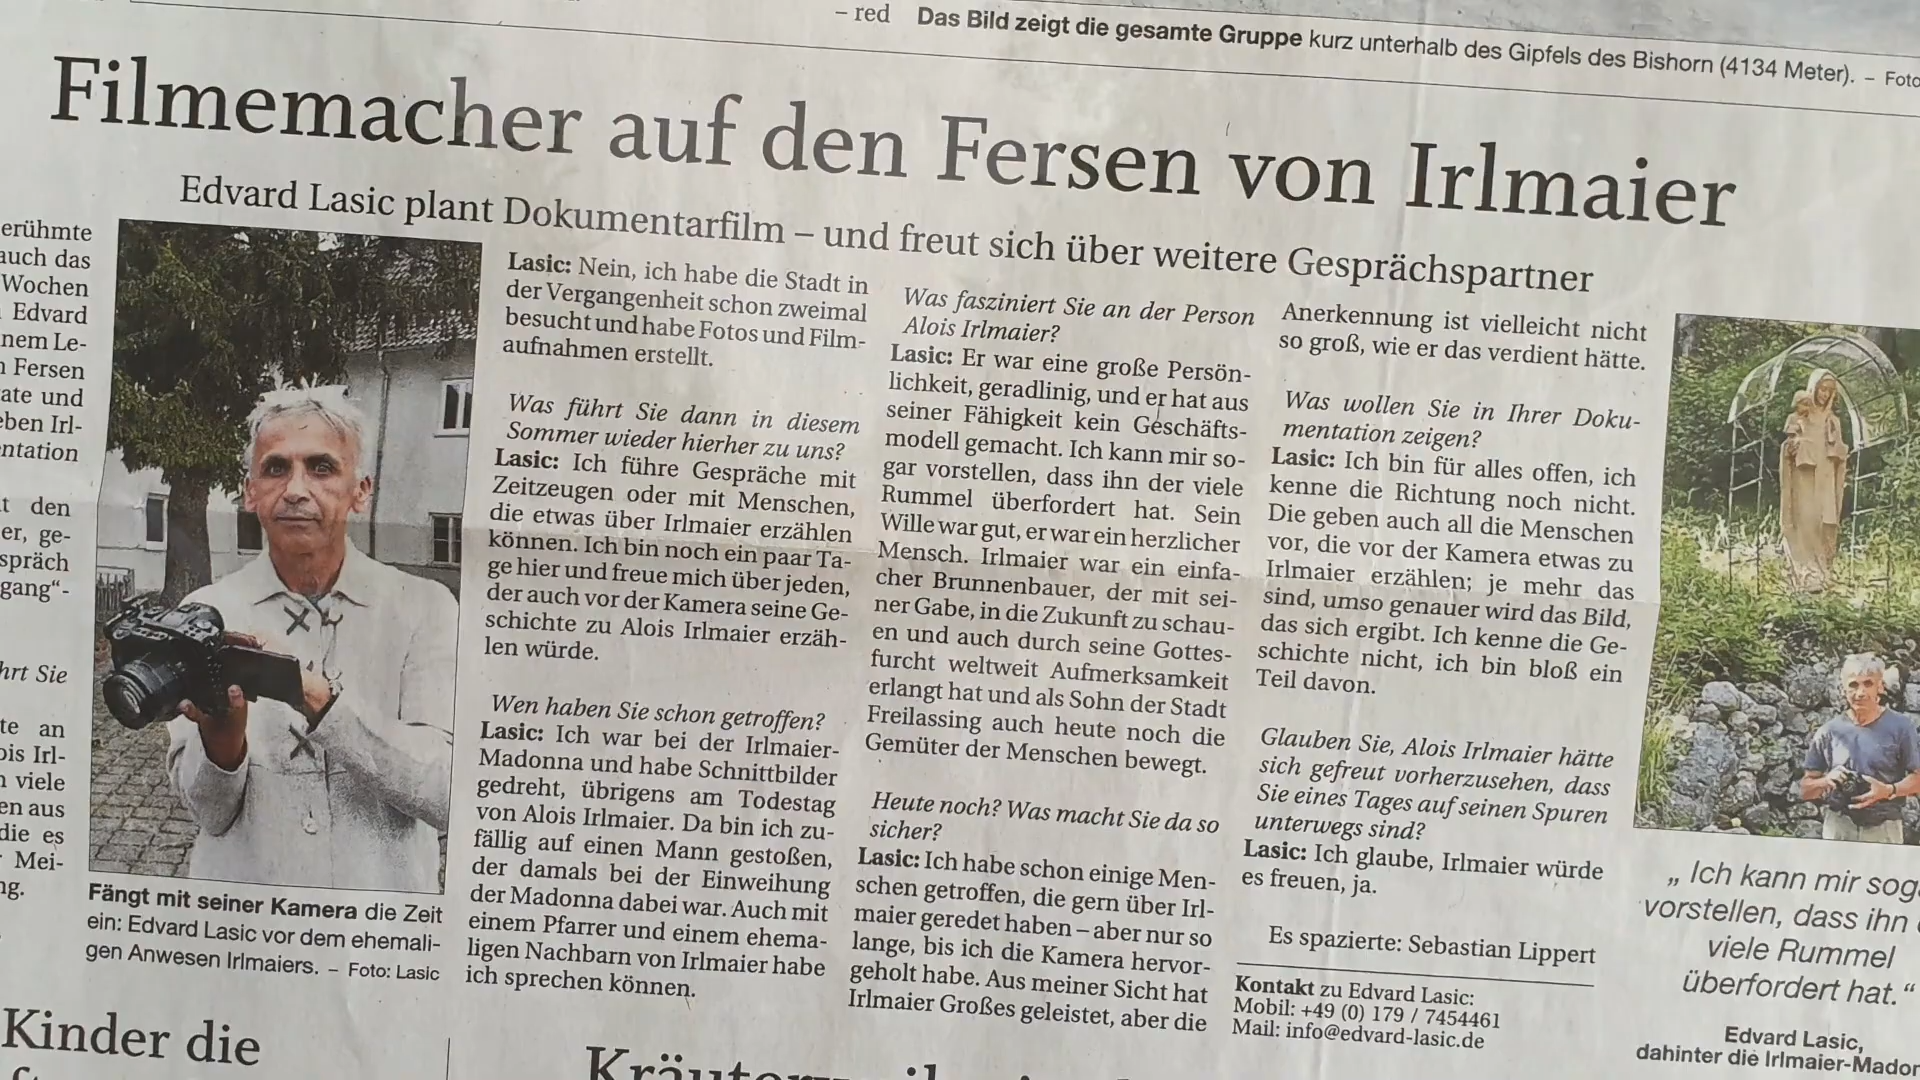 – red Das Bild zeigt die gesamte Gruppe kurz unterhalb des Gipfels des Bishorn (4134 Meter). – Foto
Filmemacher auf den Fersen von Irlmaier
Edvard Lasic plant Dokumentarfilm – und freut sich über weitere Gesprächspartner
erühmte
auch das
Wochen
Edvard
nem Le-
n Fersen
ate und
eben Irl-
ntation
t den
er, ge-
spräch
gang“-
hrt Sie
te an
ois Irl-
n viele
en aus
die es
r Mei-
ng.
Fängt mit seiner Kamera die Zeit
ein: Edvard Lasic vor dem ehemali-
gen Anwesen Irlmaiers. – Foto: Lasic
Lasic: Nein, ich habe die Stadt in
der Vergangenheit schon zweimal
besucht und habe Fotos und Film-
aufnahmen erstellt.
Was führt Sie dann in diesem
Sommer wieder hierher zu uns?
Lasic: Ich führe Gespräche mit
Zeitzeugen oder mit Menschen,
die etwas über Irlmaier erzählen
können. Ich bin noch ein paar Ta-
ge hier und freue mich über jeden,
der auch vor der Kamera seine Ge-
schichte zu Alois Irlmaier erzäh-
len würde.
Wen haben Sie schon getroffen?
Lasic: Ich war bei der Irlmaier-
Madonna und habe Schnittbilder
gedreht, übrigens am Todestag
von Alois Irlmaier. Da bin ich zu-
fällig auf einen Mann gestoßen,
der damals bei der Einweihung
der Madonna dabei war. Auch mit
einem Pfarrer und einem ehema-
ligen Nachbarn von Irlmaier habe
ich sprechen können.
Was fasziniert Sie an der Person
Alois Irlmaier?
Lasic: Er war eine große Persön-
lichkeit, geradlinig, und er hat aus
seiner Fähigkeit kein Geschäfts-
modell gemacht. Ich kann mir so-
gar vorstellen, dass ihn der viele
Rummel überfordert hat. Sein
Wille war gut, er war ein herzlicher
Mensch. Irlmaier war ein einfa-
cher Brunnenbauer, der mit sei-
ner Gabe, in die Zukunft zu schau-
en und auch durch seine Gottes-
furcht weltweit Aufmerksamkeit
erlangt hat und als Sohn der Stadt
Freilassing auch heute noch die
Gemüter der Menschen bewegt.
Heute noch? Was macht Sie da so
sicher?
Lasic: Ich habe schon einige Men-
schen getroffen, die gern über Irl-
maier geredet haben – aber nur so
lange, bis ich die Kamera hervor-
geholt habe. Aus meiner Sicht hat
Irlmaier Großes geleistet, aber die
Anerkennung ist vielleicht nicht
so groß, wie er das verdient hätte.
Was wollen Sie in Ihrer Doku-
mentation zeigen?
Lasic: Ich bin für alles offen, ich
kenne die Richtung noch nicht.
Die geben auch all die Menschen
vor, die vor der Kamera etwas zu
Irlmaier erzählen; je mehr das
sind, umso genauer wird das Bild,
das sich ergibt. Ich kenne die Ge-
schichte nicht, ich bin bloß ein
Teil davon.
Glauben Sie, Alois Irlmaier hätte
sich gefreut vorherzusehen, dass
Sie eines Tages auf seinen Spuren
unterwegs sind?
Lasic: Ich glaube, Irlmaier würde
es freuen, ja.
Es spazierte: Sebastian Lippert
Kontakt zu Edvard Lasic:
Mobil: +49 (0) 179 / 7454461
Mail: info@edvard-lasic.de
„ Ich kann mir soga
vorstellen, dass ihn
viele Rummel
überfordert hat.“
Edvard Lasic,
dahinter die Irlmaier-Madon
Kinder die